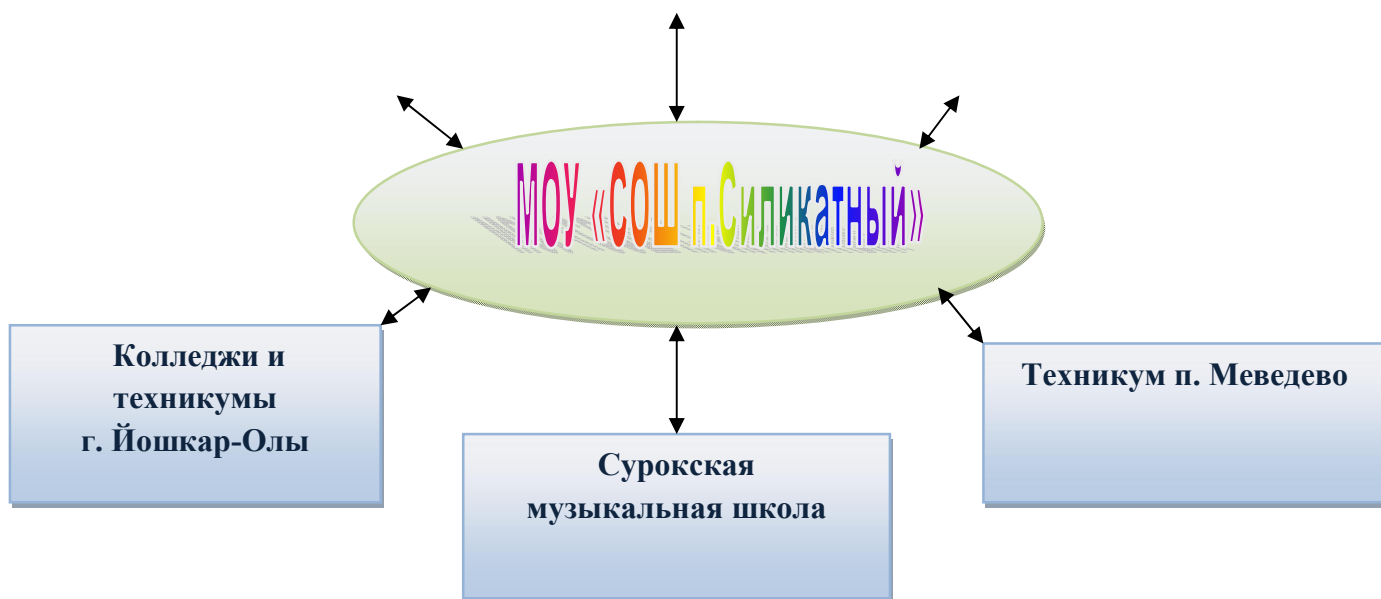 МОУ «СОШ п.Силикатный»
Колледжи и
техникумы
г. Йошкар-Олы
Сурокская
музыкальная школа
Техникум п. Меведево